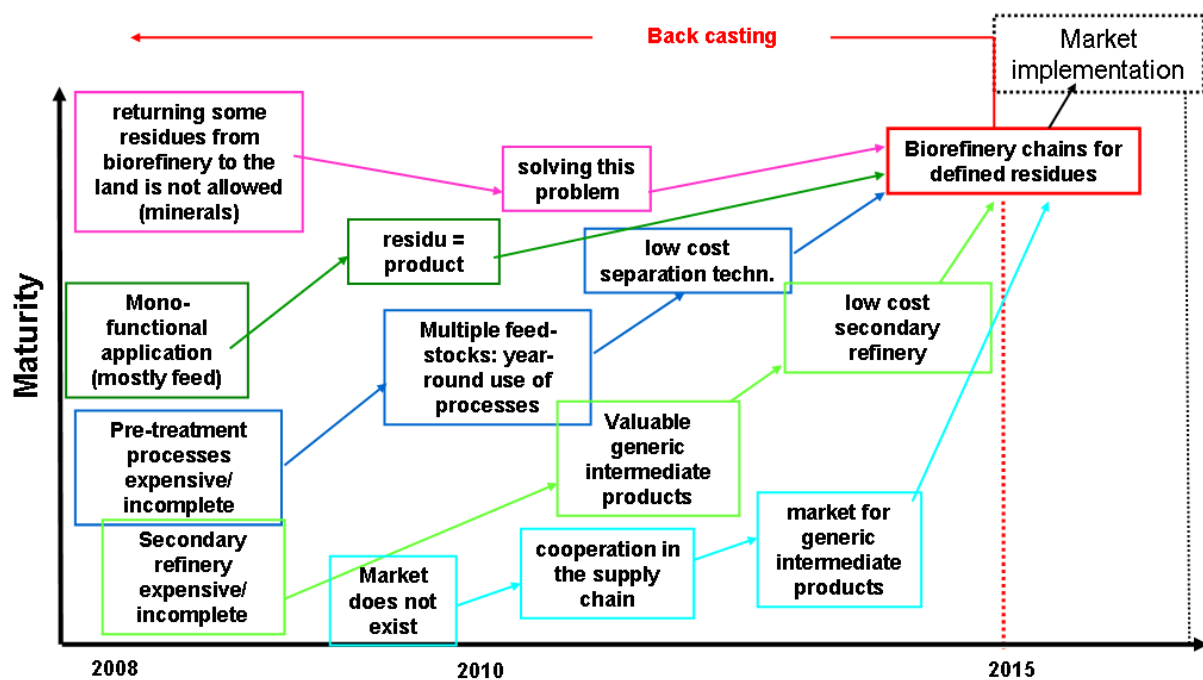 Back casting
Market
implementation
Maturity
returning some
residues from
biorefinery to the
land is not allowed
(minerals)
solving this
problem
Biorefinery chains for
defined residues
residu =
product
low cost
separation techn.
Mono-
functional
application
(mostly feed)
Multiple feed-
stocks: year-
round use of
processes
low cost
secondary
refinery
Pre-treatment
processes
expensive/
incomplete
Valuable
generic
intermediate
products
Secondary
refinery
expensive/
incomplete
Market
does not
exist
cooperation in
the supply
chain
market for
generic
intermediate
products
2008
2010
2015